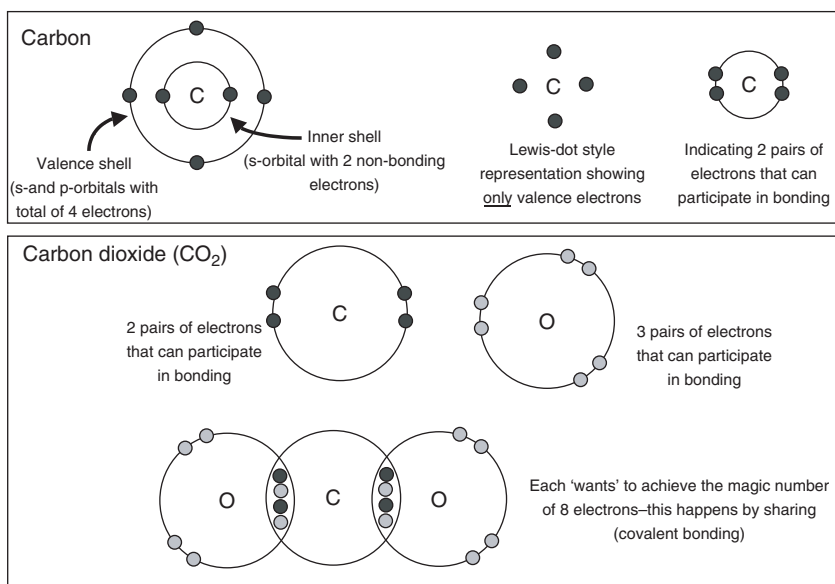 Carbon
C
Valence shell
(s-and p-orbitals with
total of 4 electrons)
Inner shell
(s-orbital with 2 non-bonding
electrons)
C
Lewis-dot style
representation showing
only valence electrons
C
Indicating 2 pairs of
electrons that can
participate in bonding
Carbon dioxide (CO₂)
2 pairs of electrons
that can participate
in bonding
C
O
3 pairs of electrons
that can participate
in bonding
O C O
Each ‘wants’ to achieve the magic number
of 8 electrons–this happens by sharing
(covalent bonding)